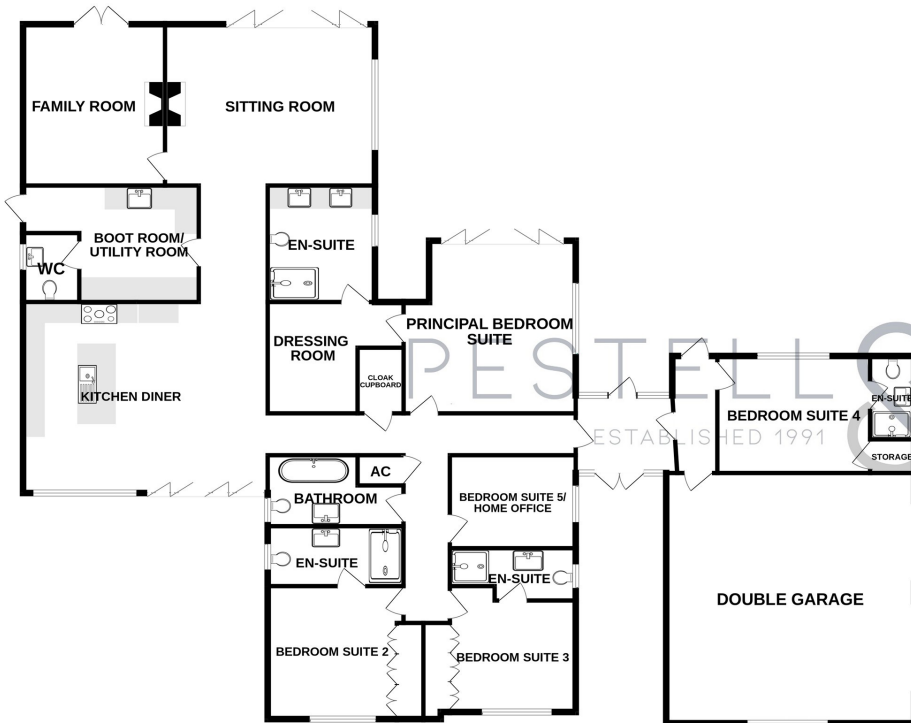 FAMILY ROOM
SITTING ROOM
BOOT ROOM/
UTILITY ROOM
WC
EN-SUITE
DRESSING
ROOM
CLOAK
CUPBOARD
PRINCIPAL BEDROOM
SUITE
KITCHEN DINER
PESTELL &
ESTABLISHED 1991
BEDROOM SUITE 4
EN-SUITE
STORAGE
AC
BATHROOM
BEDROOM SUITE 5/
HOME OFFICE
EN-SUITE
EN-SUITE
BEDROOM SUITE 2
BEDROOM SUITE 3
DOUBLE GARAGE